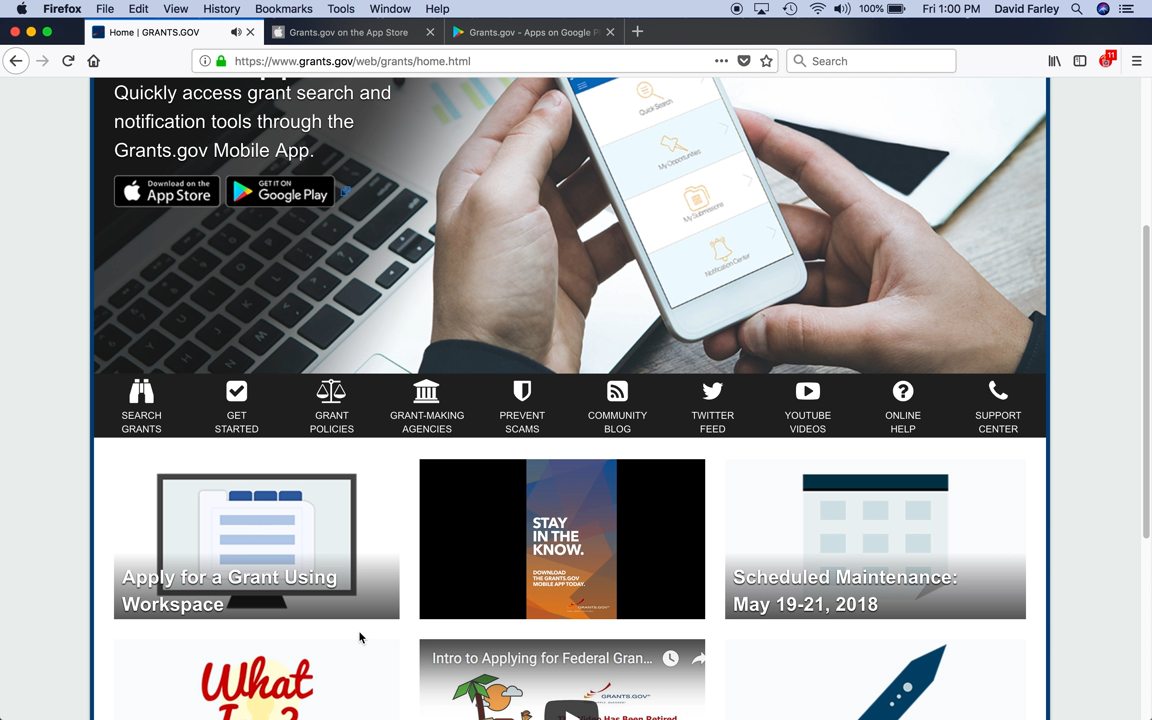 Firefox File Edit View History Bookmarks Tools Window Help 100% Fri 1:00 PM David Farley
Home | GRANTS.GOV Grants.gov on the App Store Grants.gov - Apps on Google
https://www.grants.gov/web/grants/home.html Search 11
Quickly access grant search and
notification tools through the
Grants.gov Mobile App.
Download on the
App Store
GET IT ON
Google Play
Quick Search
My Opportunities
My Submissions
Notification Center
SEARCH
GRANTS
GET
STARTED
GRANT
POLICIES
GRANT-MAKING
AGENCIES
PREVENT
SCAMS
COMMUNITY
BLOG
TWITTER
FEED
YOUTUBE
VIDEOS
ONLINE
HELP
SUPPORT
CENTER
Apply for a Grant Using
Workspace
STAY
IN THE
KNOW.
DOWNLOAD
THE GRANTS.GOV
MOBILE APP TODAY.
GRANTS.GOV
Scheduled Maintenance:
May 19-21, 2018
What
Intro to Applying for Federal Gran...
GRANTS.GOV